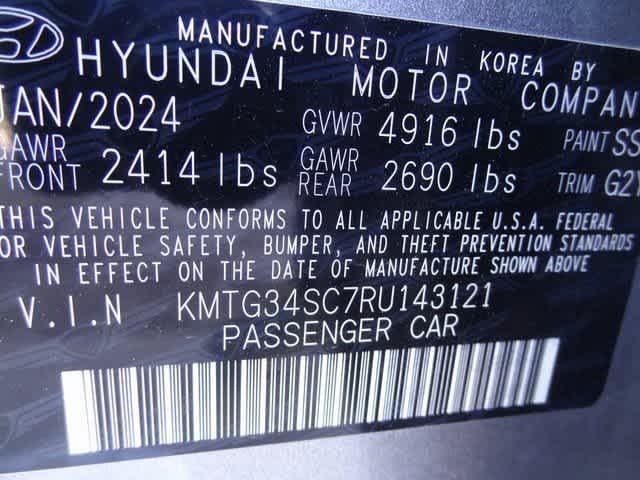 MANUFACTURED IN KOREA BY
HYUNDAI MOTOR COMPAN
JAN/2024 GVWR 4916 lbs PAINT SS
GAWR FRONT 2414 lbs GAWR REAR 2690 lbs TRIM G2Y
THIS VEHICLE CONFORMS TO ALL APPLICABLE U.S.A. FEDERAL
OR VEHICLE SAFETY, BUMPER, AND THEFT PREVENTION STANDARDS
IN EFFECT ON THE DATE OF MANUFACTURE SHOWN ABOVE
V.I.N KMTG34SC7RU143121
PASSENGER CAR